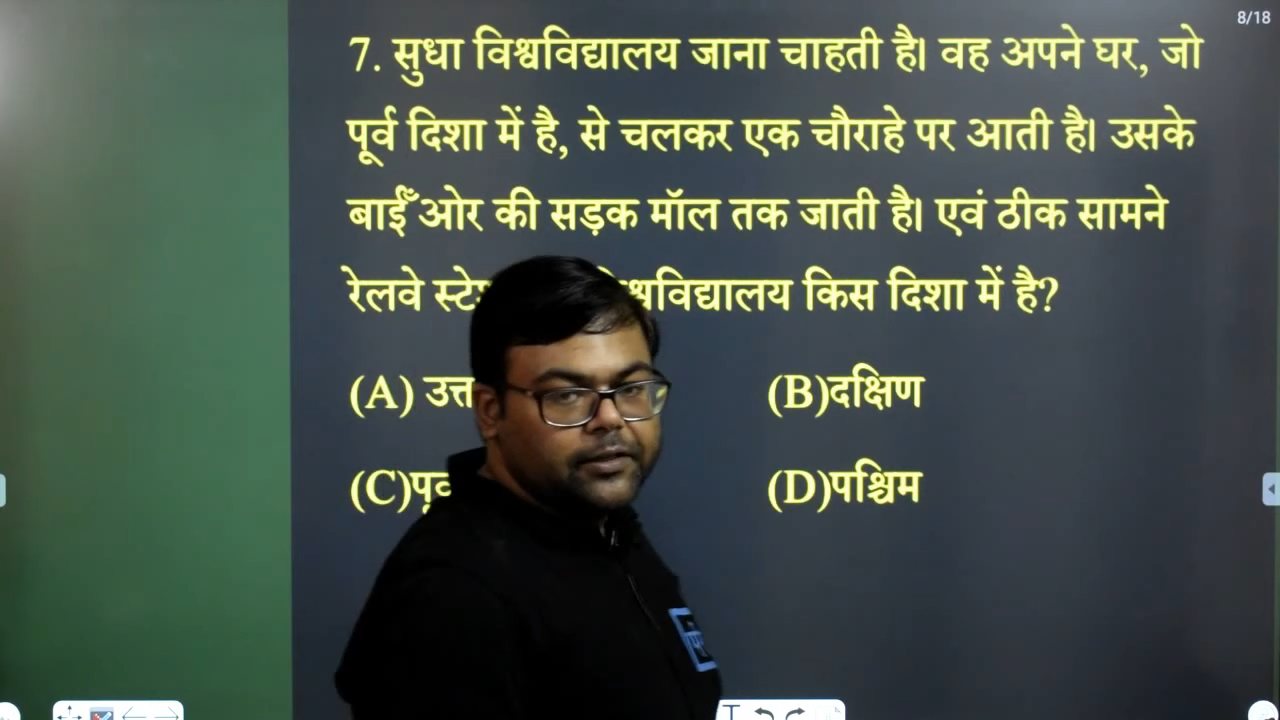 8/18
7. सुधा विश्वविद्यालय जाना चाहती है। वह अपने घर, जो
पूर्व दिशा में है, से चलकर एक चौराहे पर आती है। उसके
बाईं ओर की सड़क मॉल तक जाती है। एवं ठीक सामने
रेलवे किस दिशा में है?
(A) (B)दक्षिण
(C) (D)पश्चिम
T